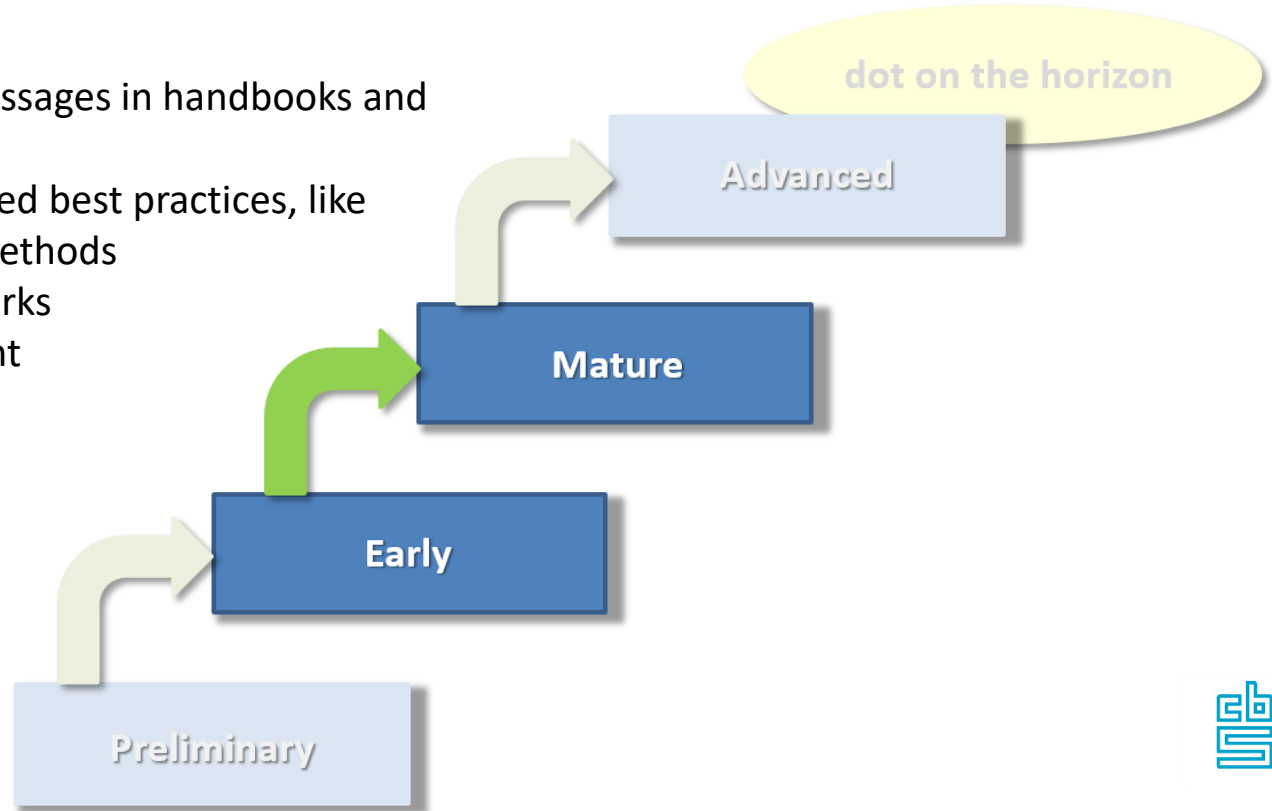 dot on the horizon
ssages in handbooks and
Advanced
ed best practices, like
ethods
rks
nt
Mature
Early
Preliminary
cbs